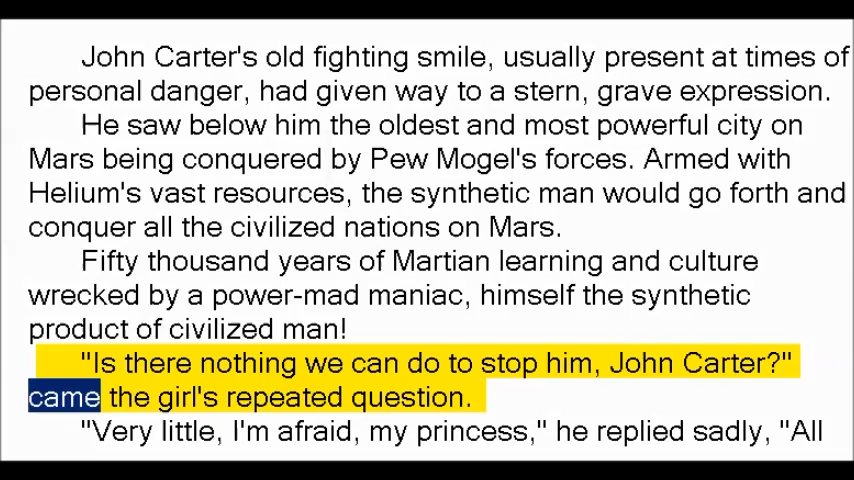 John Carter's old fighting smile, usually present at times of
personal danger, had given way to a stern, grave expression.
He saw below him the oldest and most powerful city on
Mars being conquered by Pew Mogel's forces. Armed with
Helium's vast resources, the synthetic man would go forth and
conquer all the civilized nations on Mars.
Fifty thousand years of Martian learning and culture
wrecked by a power-mad maniac, himself the synthetic
product of civilized man!
"Is there nothing we can do to stop him, John Carter?"
came the girl's repeated question.
"Very little, I'm afraid, my princess," he replied sadly, "All